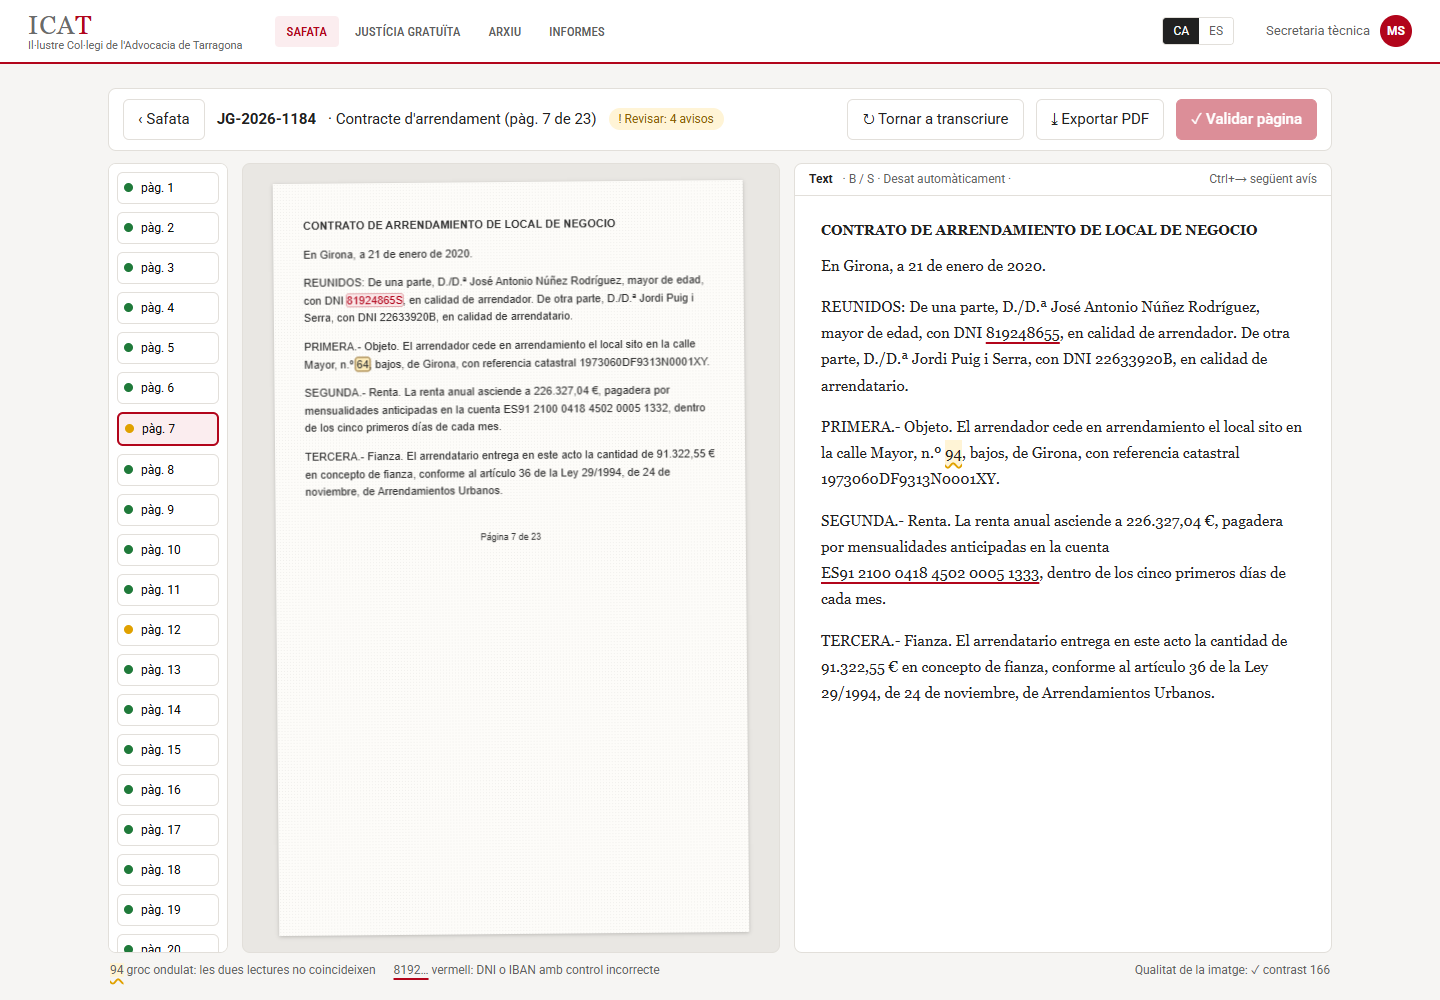 ICAT
Il·lustre Col·legi de l'Advocacia de Tarragona
SAFATA
JUSTÍCIA GRATUÏTA
ARXIU
INFORMES
CA
ES
Secretaria tècnica
MS
‹ Safata
JG-2026-1184 · Contracte d'arrendament (pàg. 7 de 23)
! Revisar: 4 avisos
↻ Tornar a transcriure
⤓ Exportar PDF
✓ Validar pàgina
pàg. 1
pàg. 2
pàg. 3
pàg. 4
pàg. 5
pàg. 6
pàg. 7
pàg. 8
pàg. 9
pàg. 10
pàg. 11
pàg. 12
pàg. 13
pàg. 14
pàg. 15
pàg. 16
pàg. 17
pàg. 18
pàg. 19
pàg. 20
CONTRATO DE ARRENDAMIENTO DE LOCAL DE NEGOCIO
En Girona, a 21 de enero de 2020.
REUNIDOS: De una parte, D./D.ª José Antonio Núñez Rodríguez, mayor de edad,
con DNI 81924865S, en calidad de arrendador. De otra parte, D./D.ª Jordi Puig i
Serra, con DNI 22633920B, en calidad de arrendatario.
PRIMERA.- Objeto. El arrendador cede en arrendamiento el local sito en la calle
Mayor, n.º 64, bajos, de Girona, con referencia catastral 1973060DF9313N0001XY.
SEGUNDA.- Renta. La renta anual asciende a 226.327,04 €, pagadera por
mensualidades anticipadas en la cuenta ES91 2100 0418 4502 0005 1332, dentro
de los cinco primeros días de cada mes.
TERCERA.- Fianza. El arrendatario entrega en este acto la cantidad de 91.322,55 €
en concepto de fianza, conforme al artículo 36 de la Ley 29/1994, de 24 de
noviembre, de Arrendamientos Urbanos.
Página 7 de 23
Text · B / S · Desat automàticament ·
Ctrl+→ següent avís
CONTRATO DE ARRENDAMIENTO DE LOCAL DE NEGOCIO
En Girona, a 21 de enero de 2020.
REUNIDOS: De una parte, D./D.ª José Antonio Núñez Rodríguez,
mayor de edad, con DNI 819248655, en calidad de arrendador. De otra
parte, D./D.ª Jordi Puig i Serra, con DNI 22633920B, en calidad de
arrendatario.
PRIMERA.- Objeto. El arrendador cede en arrendamiento el local sito en
la calle Mayor, n.º 94, bajos, de Girona, con referencia catastral
1973060DF9313N0001XY.
SEGUNDA.- Renta. La renta anual asciende a 226.327,04 €, pagadera
por mensualidades anticipadas en la cuenta
ES91 2100 0418 4502 0005 1333, dentro de los cinco primeros días de
cada mes.
TERCERA.- Fianza. El arrendatario entrega en este acto la cantidad de
91.322,55 € en concepto de fianza, conforme al artículo 36 de la Ley
29/1994, de 24 de noviembre, de Arrendamientos Urbanos.
94 groc ondulat: les dues lectures no coincideixen
8192… vermell: DNI o IBAN amb control incorrecte
Qualitat de la imatge: ✓ contrast 166